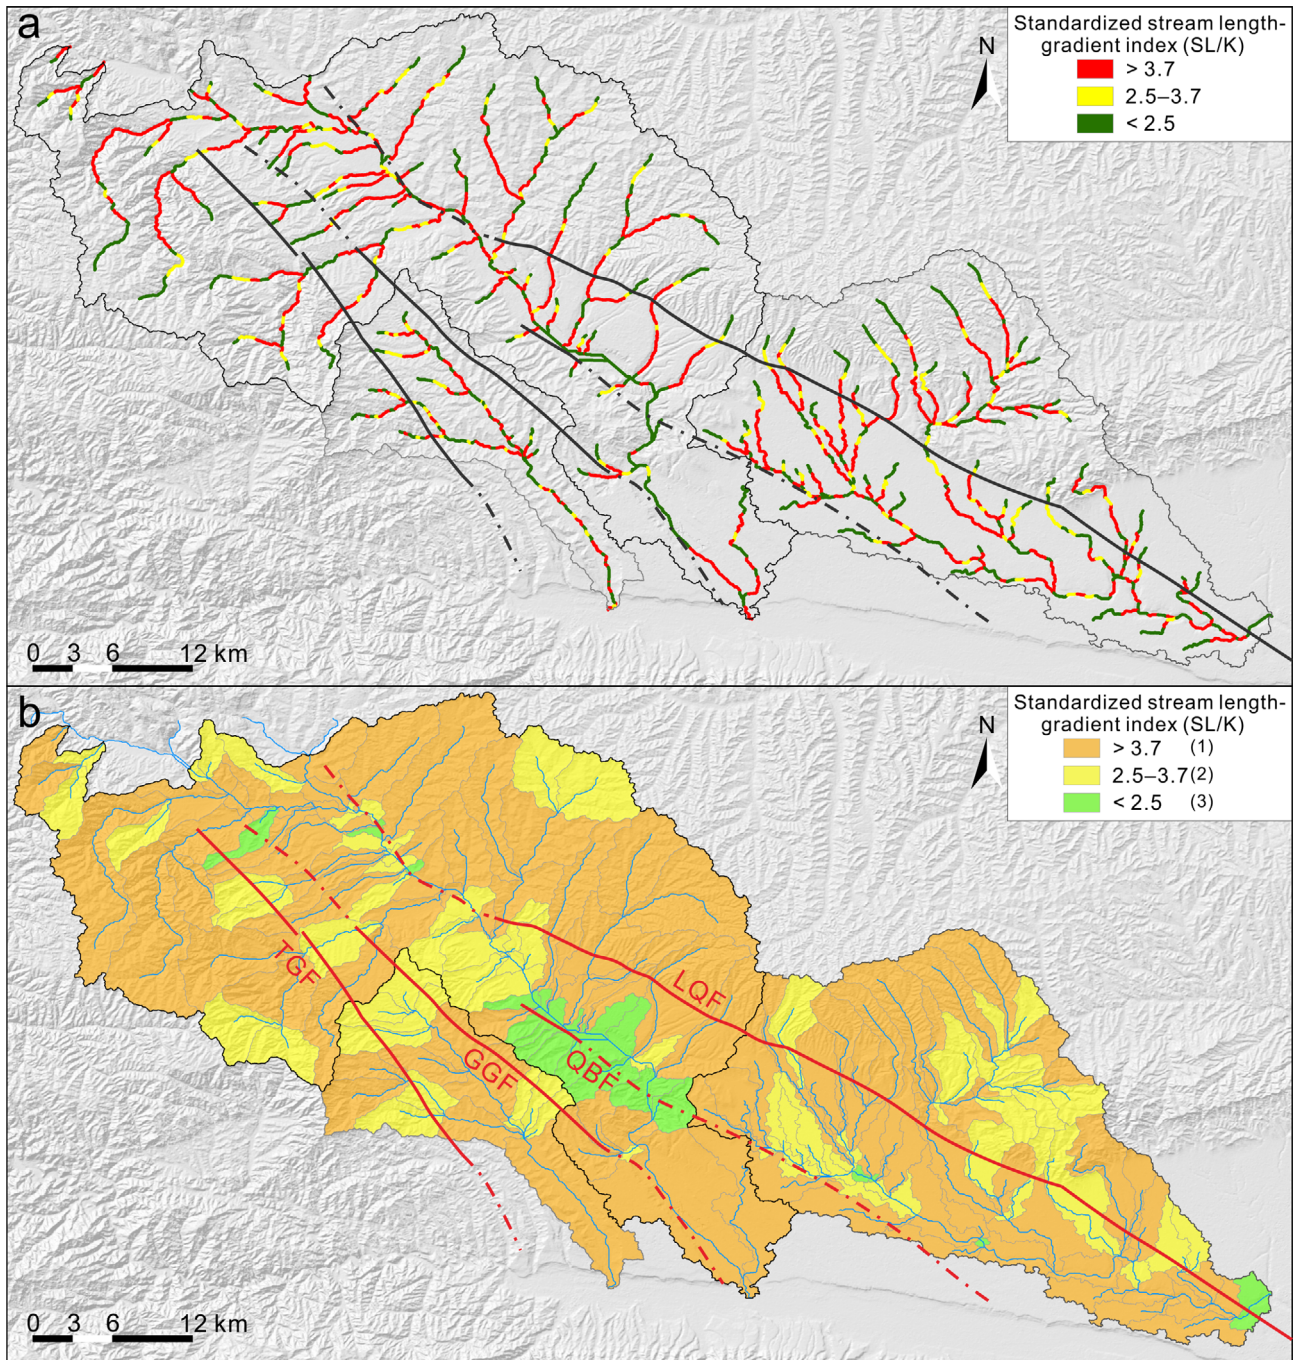 a
Standardized stream length-
gradient index (SL/K)
> 3.7
2.5–3.7
< 2.5
N
0 3 6 12 km
b
Standardized stream length-
gradient index (SL/K)
> 3.7 (1)
2.5–3.7 (2)
< 2.5 (3)
N
TGF
LQF
GGF
QBF
0 3 6 12 km